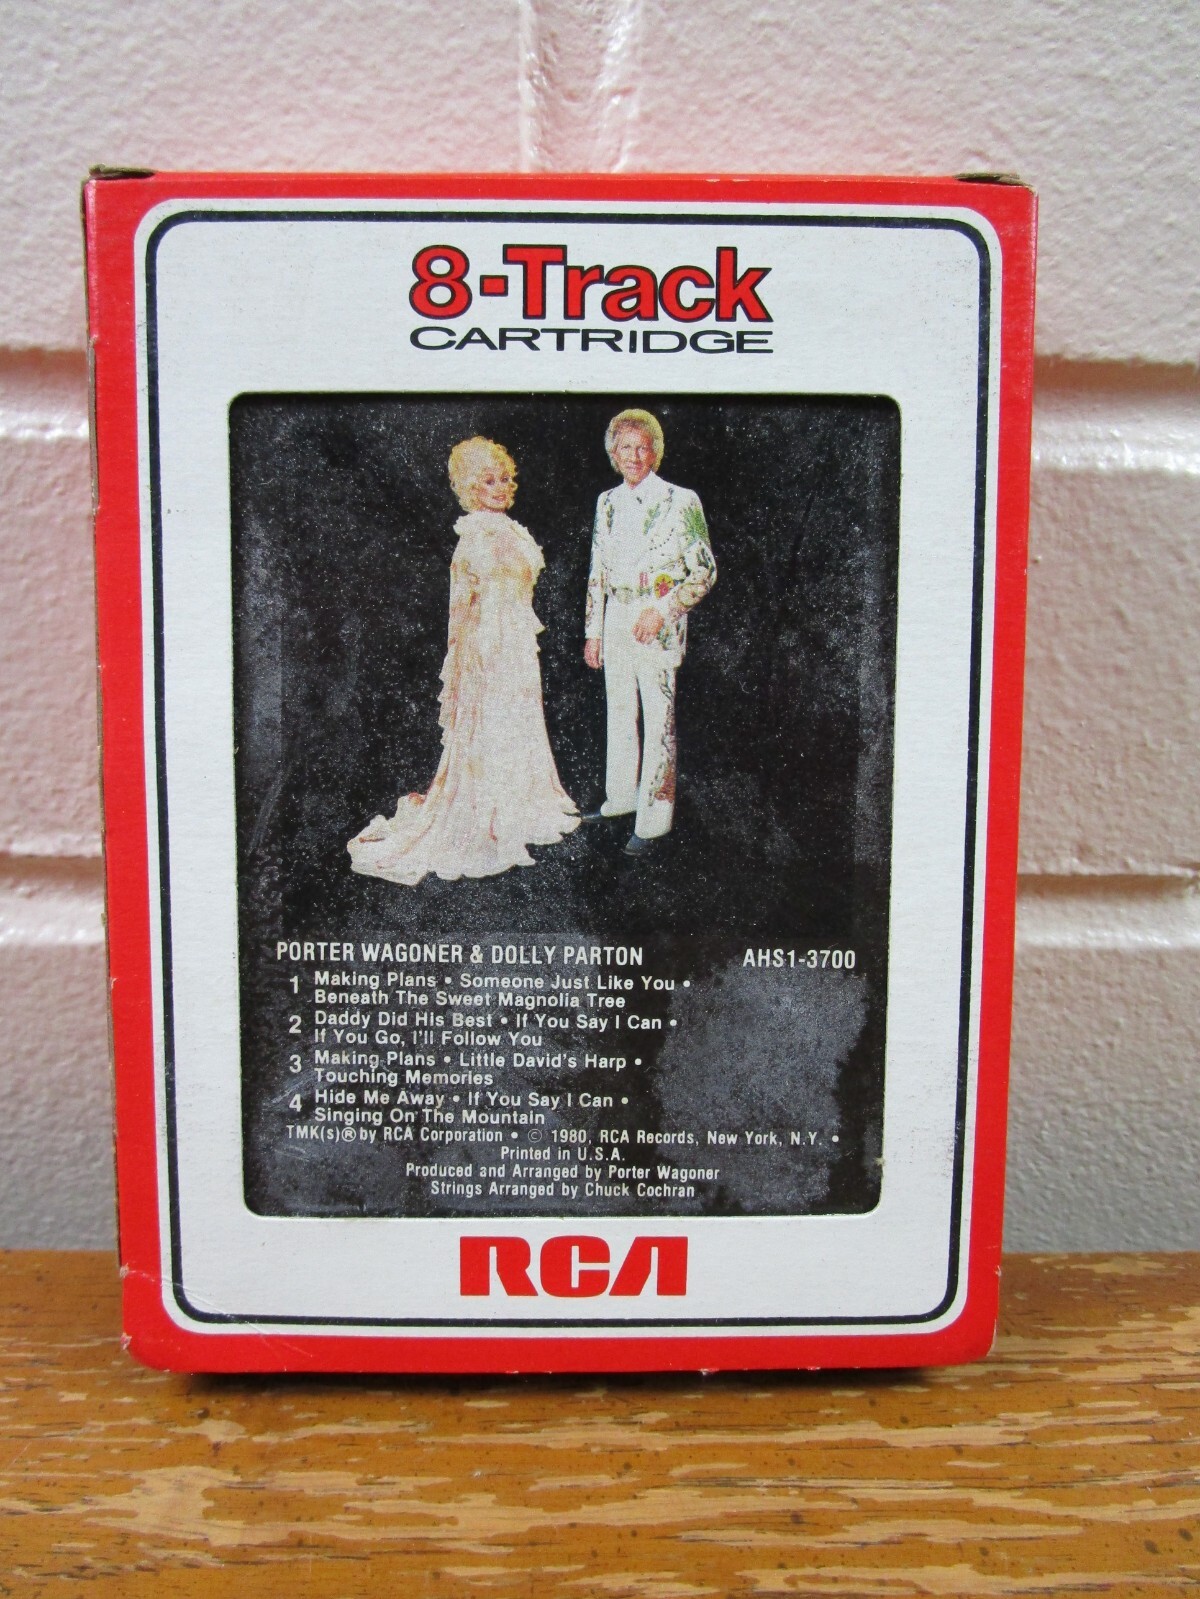 8-Track
CARTRIDGE
PORTER WAGONER & DOLLY PARTON AHS1-3700
1 Making Plans • Someone Just Like You •
Beneath The Sweet Magnolia Tree
2 Daddy Did His Best • If You Say I Can •
If You Go, I'll Follow You
3 Making Plans • Little David's Harp •
Touching Memories
4 Hide Me Away • If You Say I Can •
Singing On The Mountain
TMK(s)® by RCA Corporation • © 1980, RCA Records, New York, N.Y. •
Printed in U.S.A.
Produced and Arranged by Porter Wagoner
Strings Arranged by Chuck Cochran
RCA